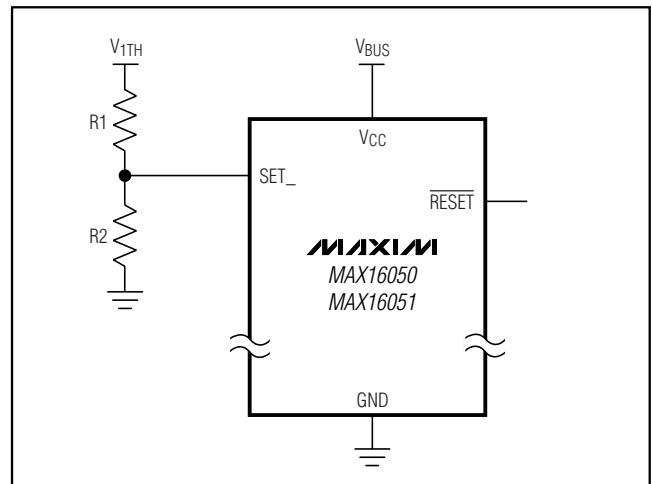 V1TH
VBUS
R1
VCC
SET_
RESET
R2
MAXIM
MAX16050
MAX16051
GND